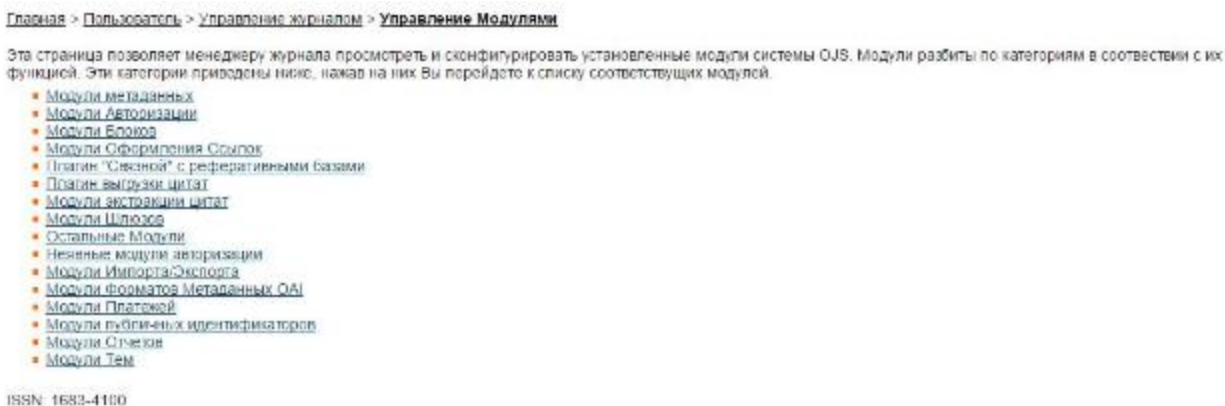 Главная > Пользователь > Управление журналом > Управление Модулями
Эта страница позволяет менеджеру журнала просмотреть и сконфигурировать установленные модули системы OJS. Модули разбиты по категориям в соотвествии с их
функцией. Эти категории приведены ниже, нажав на них Вы перейдете к списку соответствущих модулей.
Модули метаданных
Модули Авторизации
Модули Блоков
Модули Оформления Ссылок
Плагин "Связной" с реферативными базами
Плагин выгрузки цитат
Модули экстракции цитат
Модули Шлюзов
Остальные Модули
Неявные модули авторизации
Модули Импорта/Экспорта
Модули Форматов Метаданных OAI
Модули Платежей
Модули публичных идентификаторов
Модули Отчетов
Модули Тем
ISSN: 1683-4100